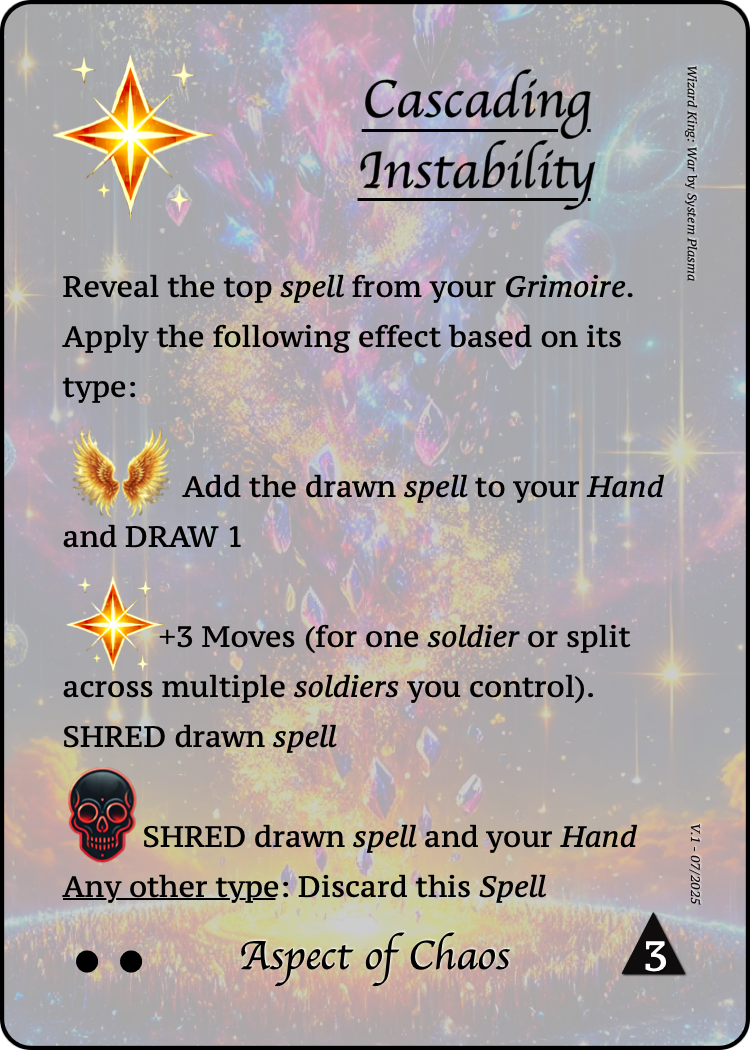 Cascading
Instability
Wizard King: War by System Plasma
Reveal the top spell from your Grimoire.
Apply the following effect based on its
type:
Add the drawn spell to your Hand
and DRAW 1
+3 Moves (for one soldier or split
across multiple soldiers you control).
SHRED drawn spell
SHRED drawn spell and your Hand
Any other type: Discard this Spell
V.1 - 07/2025
Aspect of Chaos
3